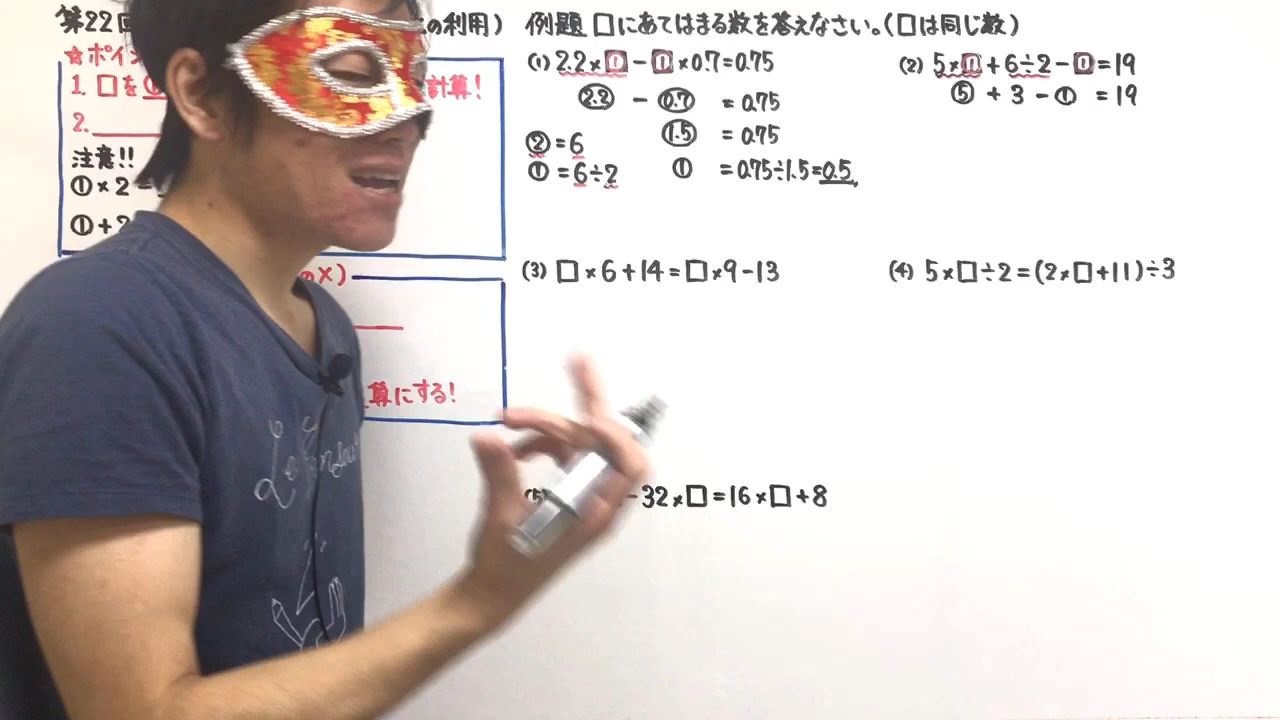 第22回
の利用)
☆ポイン
1. □を①
計算!
2.
注意!!
①×2=
①+2
の×)
算にする!
例題 □にあてはまる数を答えなさい。(□は同じ数)
(1) 2.2×①-①×0.7=0.75
2.2 - 0.7 = 0.75
1.5 = 0.75
②=6
①=6÷2
① =0.75÷1.5=0.5
(2) 5×①+6÷2-①=19
⑤ + 3 - ① = 19
(3) □×6+14=□×9-13
(4) 5×□÷2=(2×□+11)÷3
(5)
-32×□=16×□+8